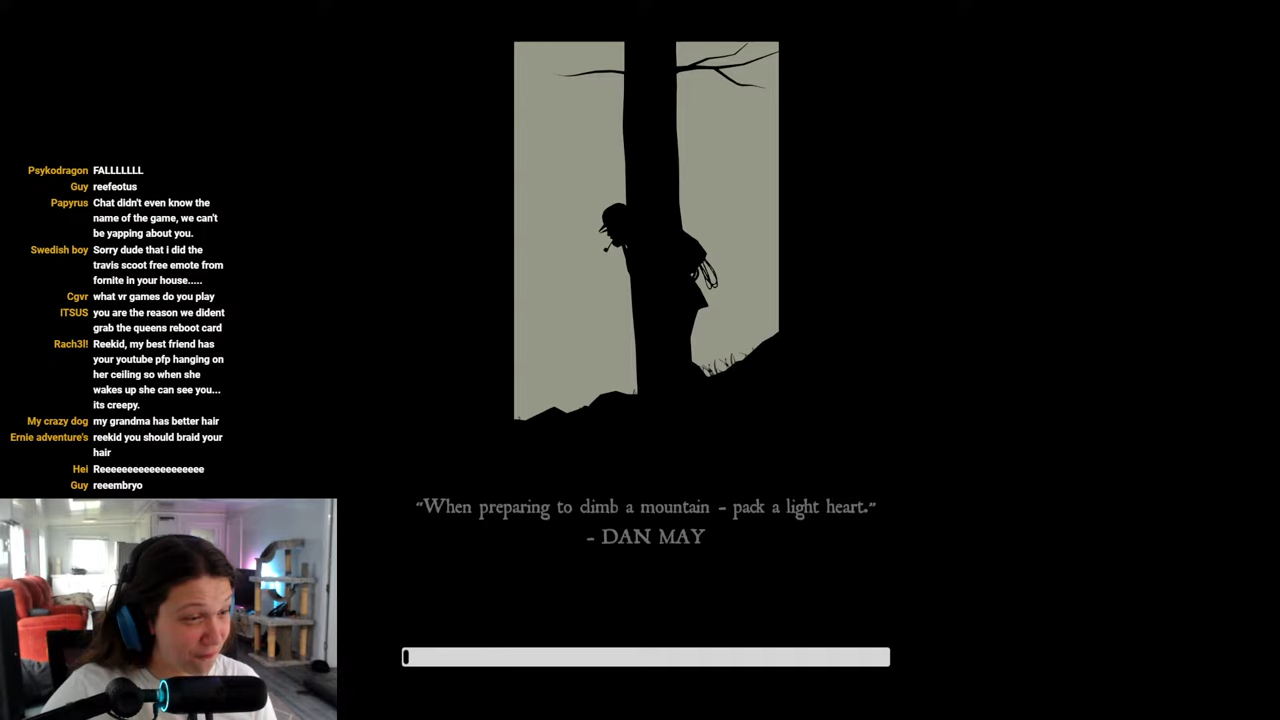 Psykodragon FALLLLLLL
Guy reefeotus
Papyrus Chat didn't even know the
name of the game, we can't
be yapping about you.
Swedish boy Sorry dude that i did the
travis scoot free emote from
fornite in your house.....
Cgvr what vr games do you play
ITSUS you are the reason we dident
grab the queens reboot card
Rach3l! Reekid, my best friend has
your youtube pfp hanging on
her ceiling so when she
wakes up she can see you...
its creepy.
My crazy dog my grandma has better hair
Ernie adventure's reekid you should braid your
hair
Hei Reeeeeeeeeeeeeeeeee
Guy reeembryo
"When preparing to climb a mountain – pack a light heart."
– DAN MAY